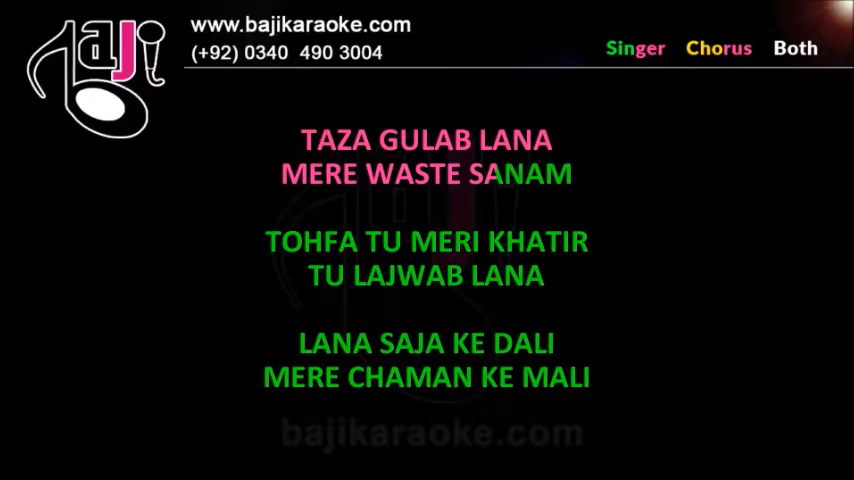 Baji
www.bajikaraoke.com
(+92) 0340 490 3004
Singer Chorus Both
TAZA GULAB LANA
MERE WASTE SANAM
TOHFA TU MERI KHATIR
TU LAJWAB LANA
LANA SAJA KE DALI
MERE CHAMAN KE MALI
bajikaraoke.com